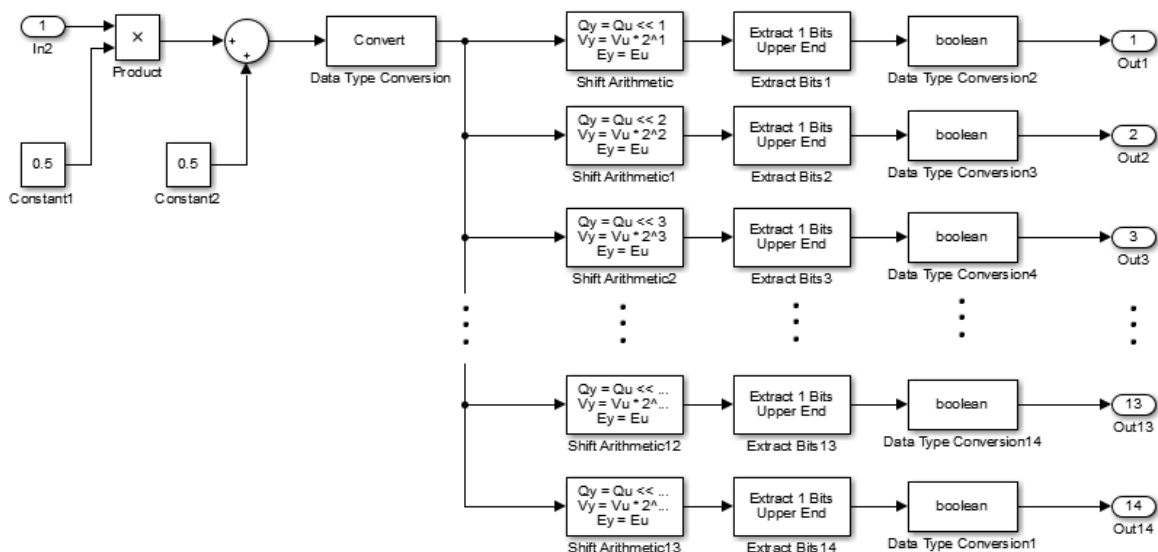 1
In2
×
Product
+
+
Convert
Data Type Conversion
0.5
Constant1
0.5
Constant2
Qy = Qu << 1
Vy = Vu * 2^1
Ey = Eu
Shift Arithmetic
Extract 1 Bits
Upper End
Extract Bits1
boolean
Data Type Conversion2
1
Out1
Qy = Qu << 2
Vy = Vu * 2^2
Ey = Eu
Shift Arithmetic1
Extract 1 Bits
Upper End
Extract Bits2
boolean
Data Type Conversion3
2
Out2
Qy = Qu << 3
Vy = Vu * 2^3
Ey = Eu
Shift Arithmetic2
Extract 1 Bits
Upper End
Extract Bits3
boolean
Data Type Conversion4
3
Out3
Qy = Qu << ...
Vy = Vu * 2^...
Ey = Eu
Shift Arithmetic12
Extract 1 Bits
Upper End
Extract Bits13
boolean
Data Type Conversion14
13
Out13
Qy = Qu << ...
Vy = Vu * 2^...
Ey = Eu
Shift Arithmetic13
Extract 1 Bits
Upper End
Extract Bits14
boolean
Data Type Conversion1
14
Out14